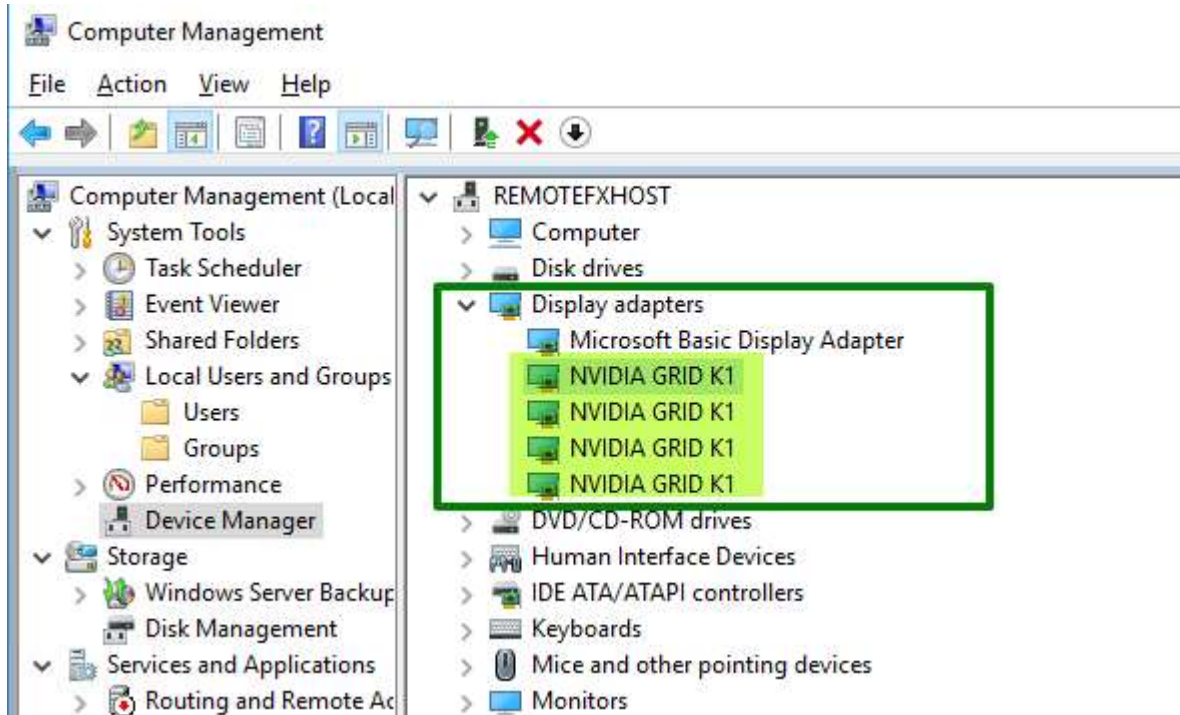 Computer Management
File Action View Help
Computer Management (Local
System Tools
Task Scheduler
Event Viewer
Shared Folders
Local Users and Groups
Users
Groups
Performance
Device Manager
Storage
Windows Server Backup
Disk Management
Services and Applications
Routing and Remote Ac
REMOTEFXHOST
Computer
Disk drives
Display adapters
Microsoft Basic Display Adapter
NVIDIA GRID K1
NVIDIA GRID K1
NVIDIA GRID K1
NVIDIA GRID K1
DVD/CD-ROM drives
Human Interface Devices
IDE ATA/ATAPI controllers
Keyboards
Mice and other pointing devices
Monitors